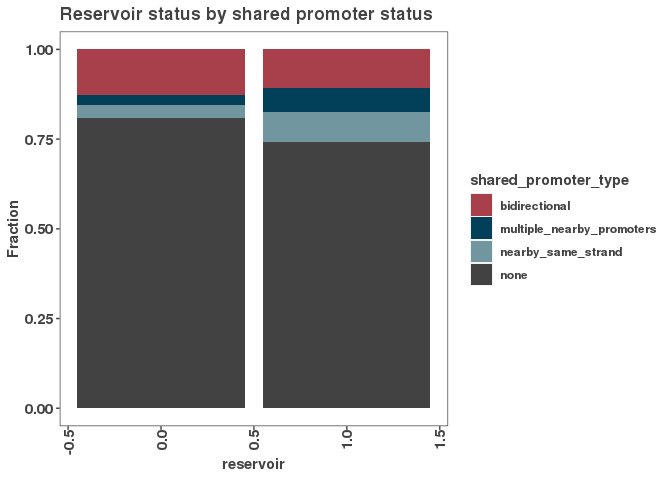 Reservoir status by shared promoter status
1.00
0.75
0.50
0.25
0.00
Fraction
-0.5
0.0
0.5
1.0
1.5
reservoir
shared_promoter_type
bidirectional
multiple_nearby_promoters
nearby_same_strand
none